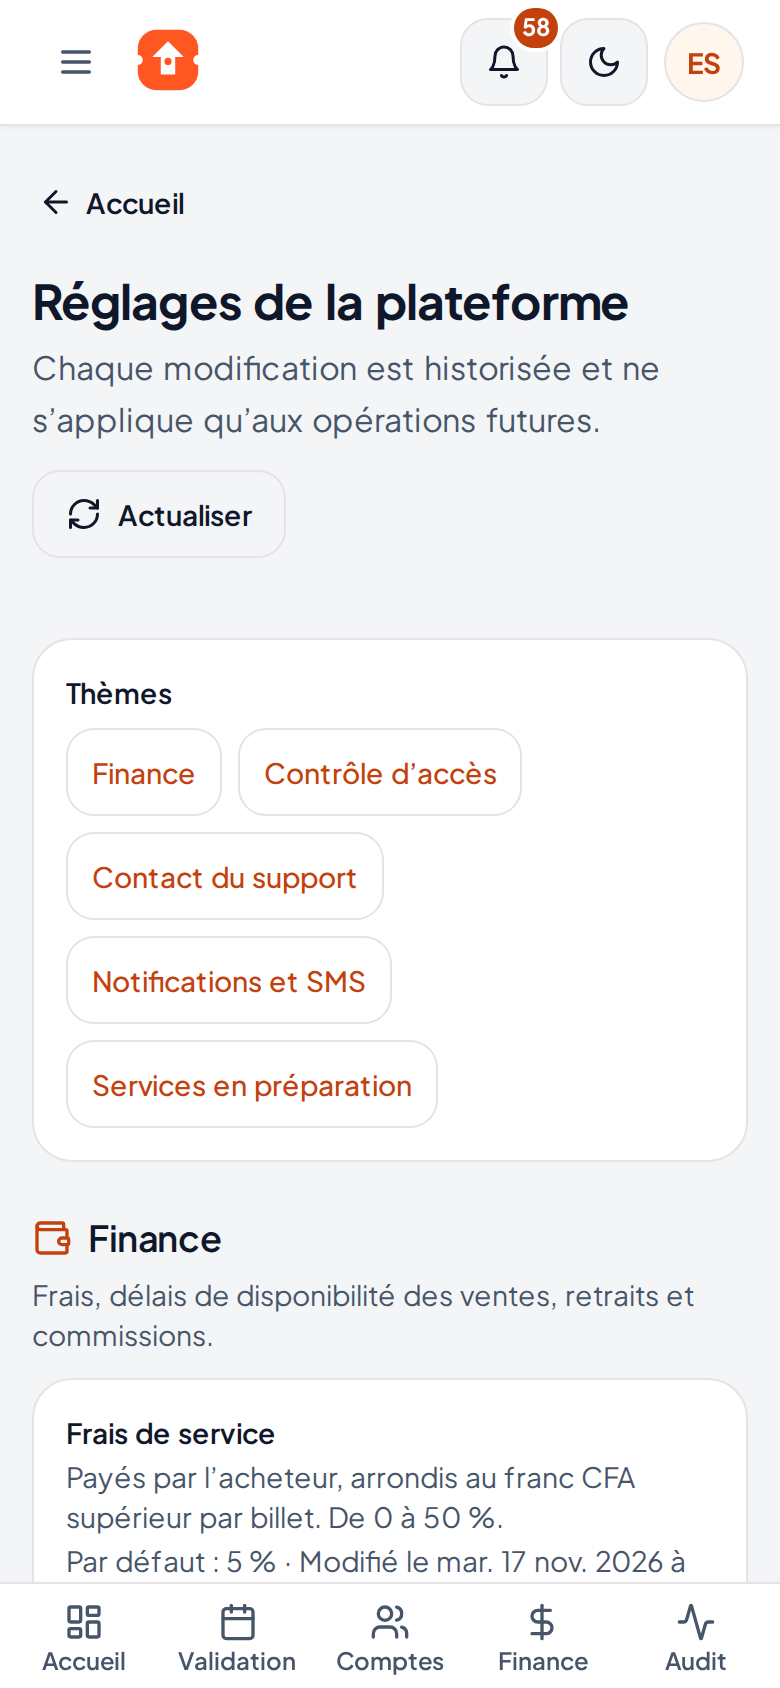 58
ES
Accueil
Réglages de la plateforme
Chaque modification est historisée et ne
s’applique qu’aux opérations futures.
Actualiser
Thèmes
Finance
Contrôle d’accès
Contact du support
Notifications et SMS
Services en préparation
Finance
Frais, délais de disponibilité des ventes, retraits et
commissions.
Frais de service
Payés par l’acheteur, arrondis au franc CFA
supérieur par billet. De 0 à 50 %.
Par défaut : 5 % · Modifié le mar. 17 nov. 2026 à
Accueil
Validation
Comptes
Finance
Audit